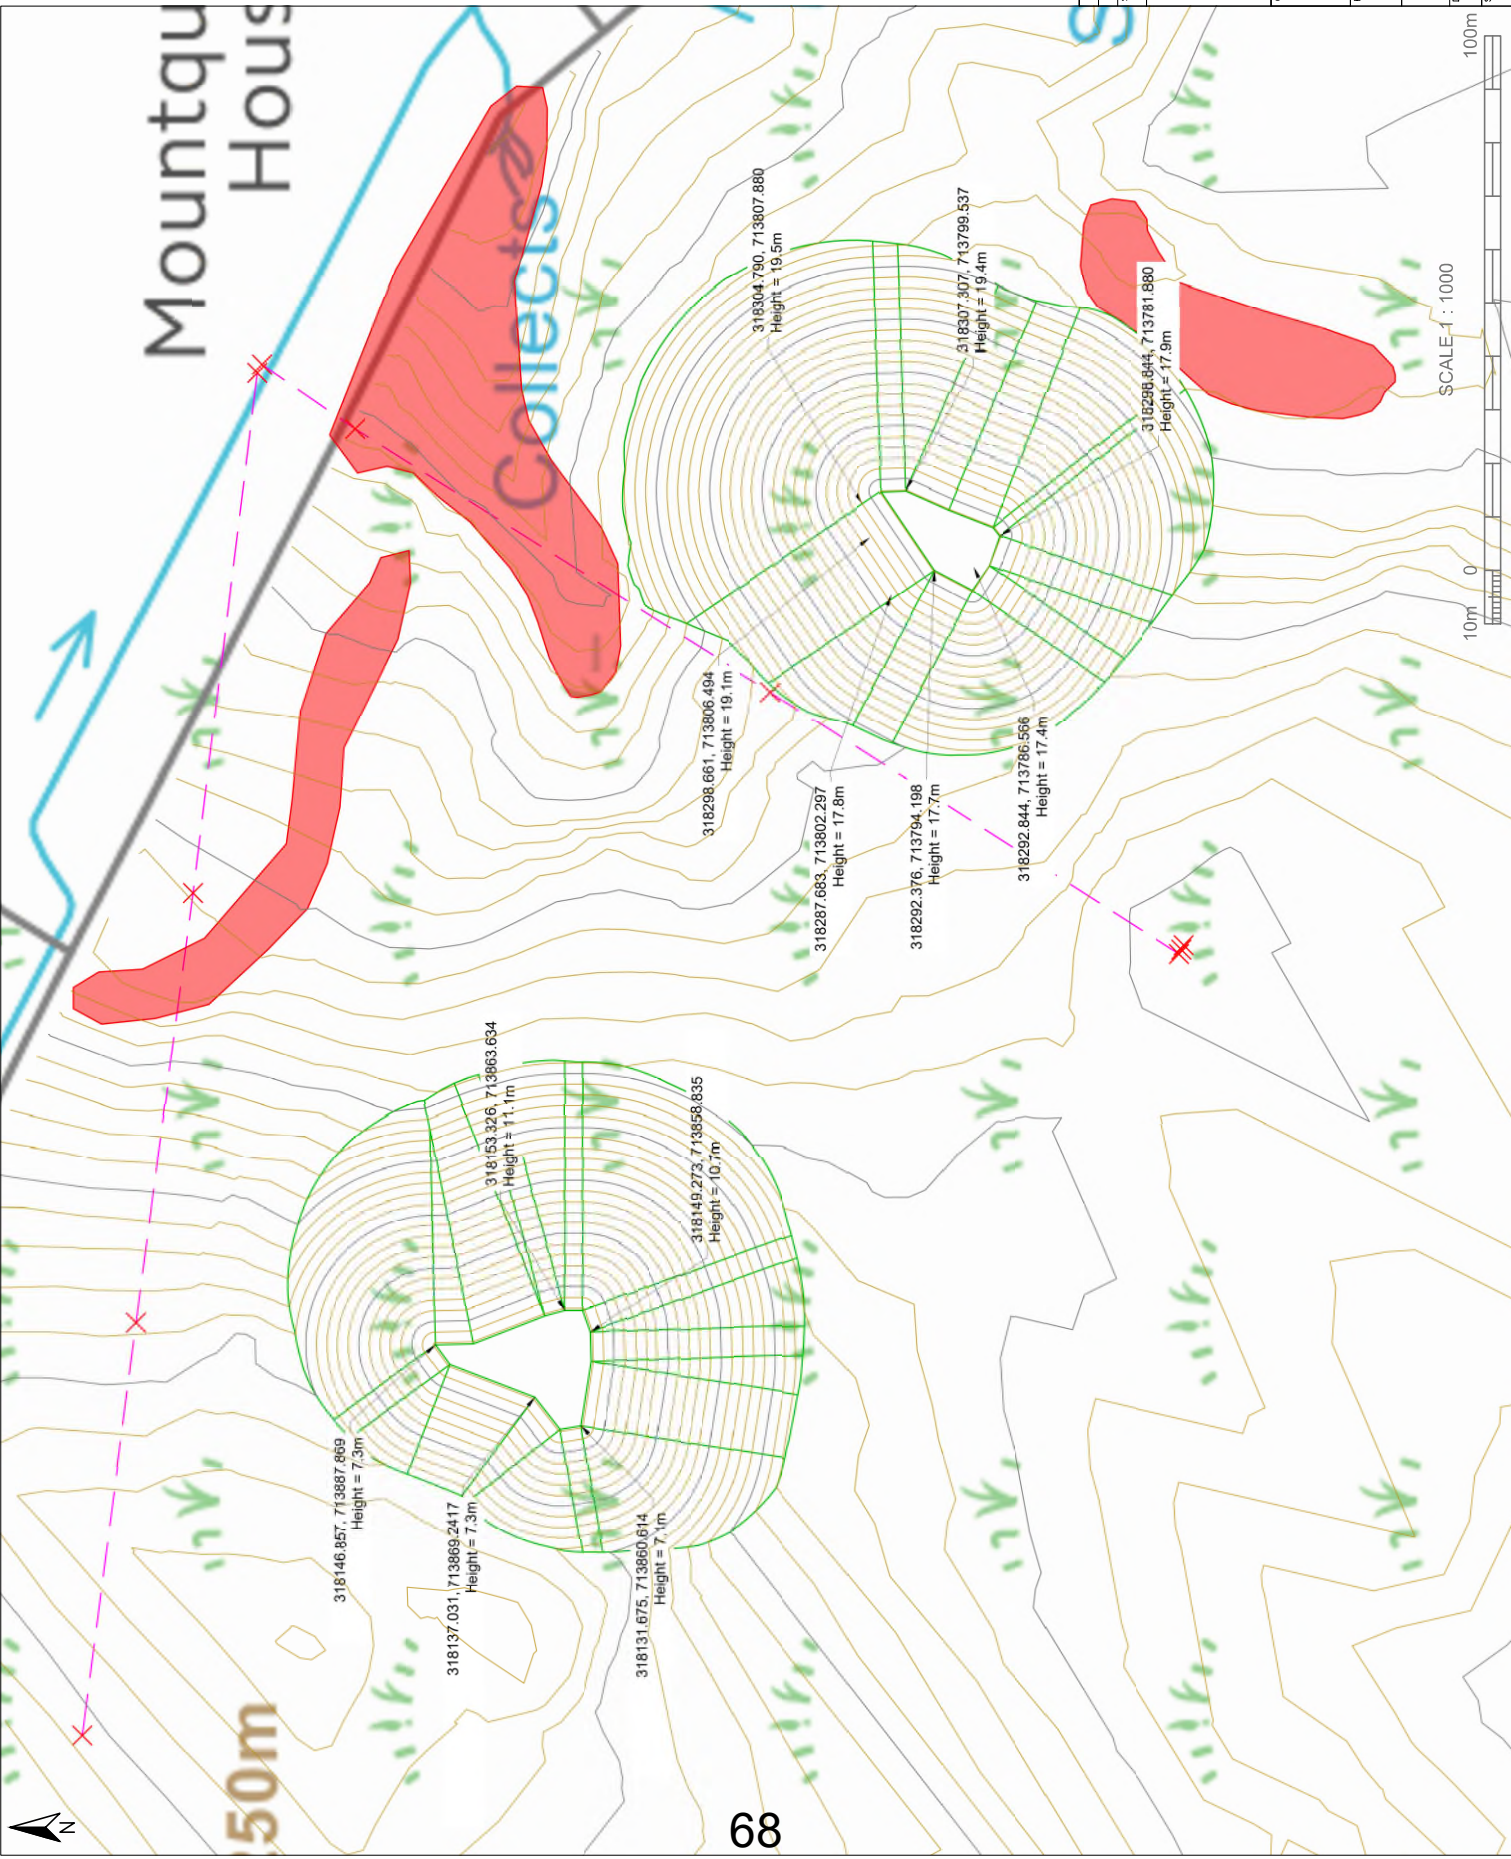 Mountqu
Hous
Collects
S
318304.790, 713807.880
Height = 19.5m
318307.307, 713799.537
Height = 19.4m
318298.844, 713781.880
Height = 17.9m
318298.661, 713806.494
Height = 19.1m
318287.683, 713802.297
Height = 17.8m
318292.376, 713794.198
Height = 17.7m
318292.844, 713786.566
Height = 17.4m
318153.326, 713863.634
Height = 11.1m
318149.273, 713858.835
Height = 10.7m
318146.857, 713887.869
Height = 7.3m
318137.031, 713869.2417
Height = 7.3m
318131.675, 713860.614
Height = 7.1m
SCALE 1 : 1000
10m
0
100m
50m
N
68